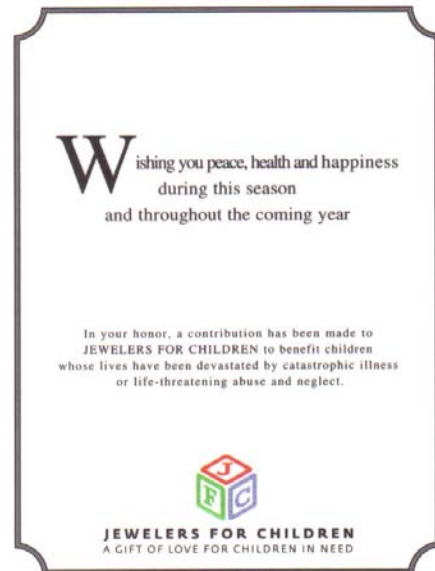 Wishing you peace, health and happiness
during this season
and throughout the coming year
In your honor, a contribution has been made to
JEWELERS FOR CHILDREN to benefit children
whose lives have been devastated by catastrophic illness
or life-threatening abuse and neglect.
J
F C
JEWELERS FOR CHILDREN
A GIFT OF LOVE FOR CHILDREN IN NEED